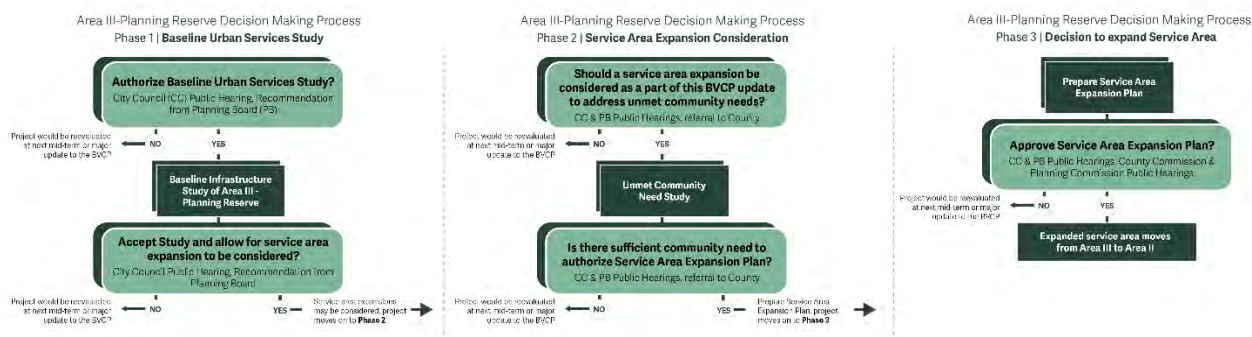 Area III-Planning Reserve Decision Making Process
Phase 1 | Baseline Urban Services Study
Authorize Baseline Urban Services Study?
City Council (CC) Public Hearing, Recommendation
from Planning Board (PB)
Project would be reevaluated
at next mid-term or major
update to the BVCP
NO
YES
Baseline Infrastructure
Study of Area III -
Planning Reserve
Accept Study and allow for service area
expansion to be considered?
City Council Public Hearing, Recommendation from
Planning Board
Project would be reevaluated
at next mid-term or major
update to the BVCP
NO
YES
Service area expansions
may be considered, project
moves on to Phase 2
Area III-Planning Reserve Decision Making Process
Phase 2 | Service Area Expansion Consideration
Should a service area expansion be
considered as a part of this BVCP update
to address unmet community needs?
CC & PB Public Hearings, referral to County
Project would be reevaluated
at next mid-term or major
update to the BVCP
NO
YES
Unmet Community
Need Study
Is there sufficient community need to
authorize Service Area Expansion Plan?
CC & PB Public Hearings, referral to County
Project would be reevaluated
at next mid-term or major
update to the BVCP
NO
YES
Prepare Service Area
Expansion Plan, project
moves on to Phase 3
Area III-Planning Reserve Decision Making Process
Phase 3 | Decision to expand Service Area
Prepare Service Area
Expansion Plan
Approve Service Area Expansion Plan?
CC & PB Public Hearings, County Commission &
Planning Commission Public Hearings
Project would be reevaluated
at next mid-term or major
update to the BVCP
NO
YES
Expanded service area moves
from Area III to Area II